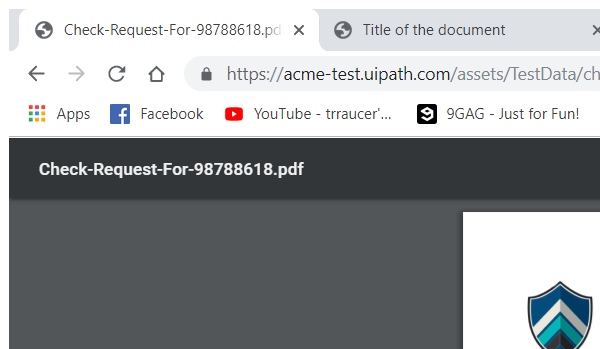 Check-Request-For-98788618.pd
Title of the document
https://acme-test.uipath.com/assets/TestData/ch
Apps
Facebook
YouTube - trraucer'...
9GAG - Just for Fun!
Check-Request-For-98788618.pdf